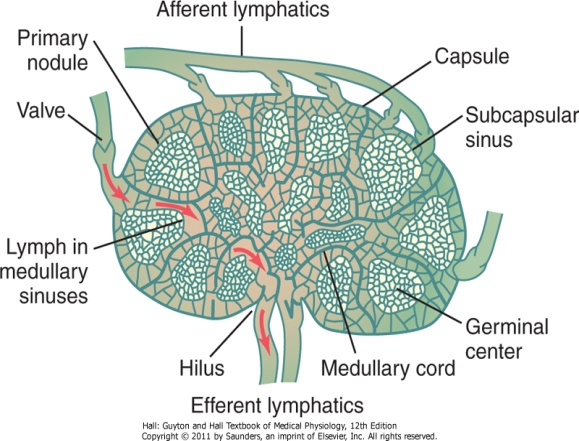 Afferent lymphatics
Primary
nodule
Capsule
Valve
Subcapsular
sinus
Lymph in
medullary
sinuses
Germinal
center
Hilus
Medullary cord
Efferent lymphatics
Hall: Guyton and Hall Textbook of Medical Physiology, 12th Edition
Copyright © 2011 by Saunders, an imprint of Elsevier, Inc. All rights reserved.